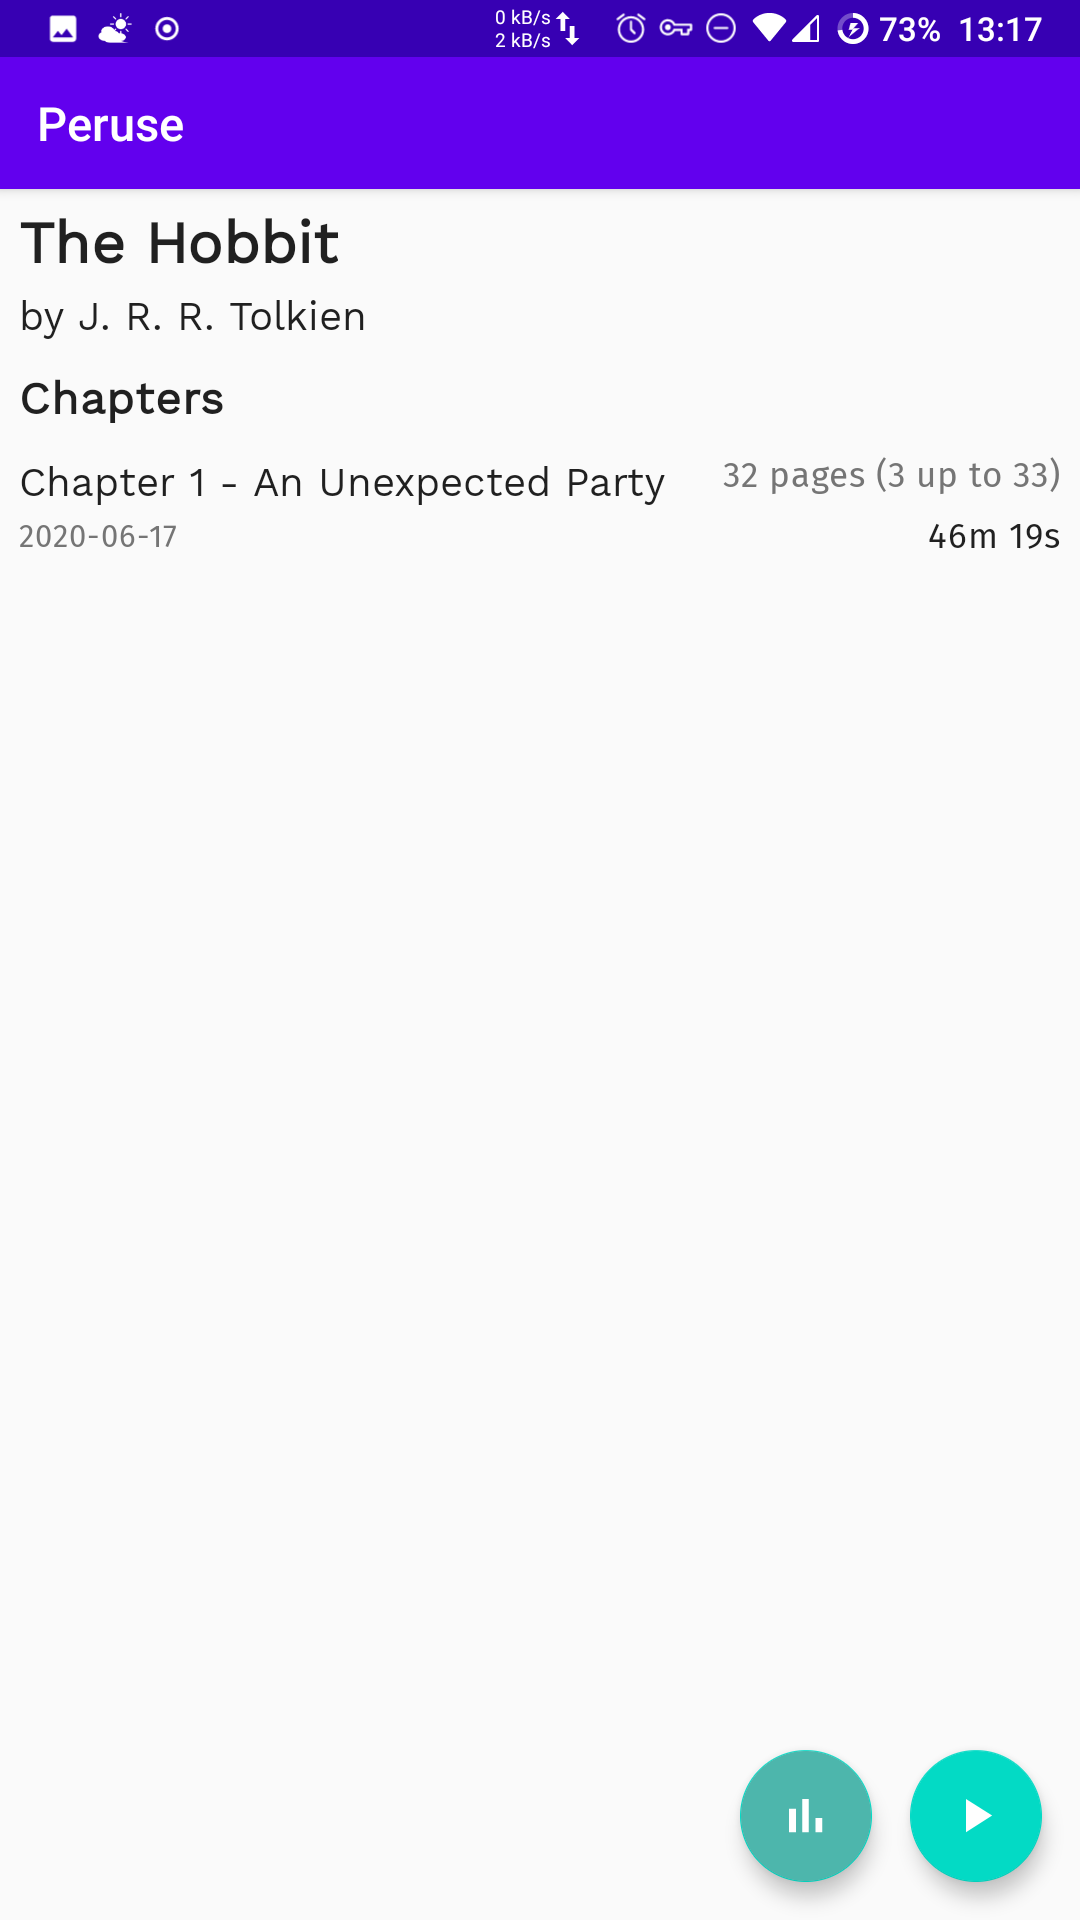 0 kB/s
2 kB/s
73% 13:17
Peruse
The Hobbit
by J. R. R. Tolkien
Chapters
Chapter 1 - An Unexpected Party
32 pages (3 up to 33)
2020-06-17
46m 19s